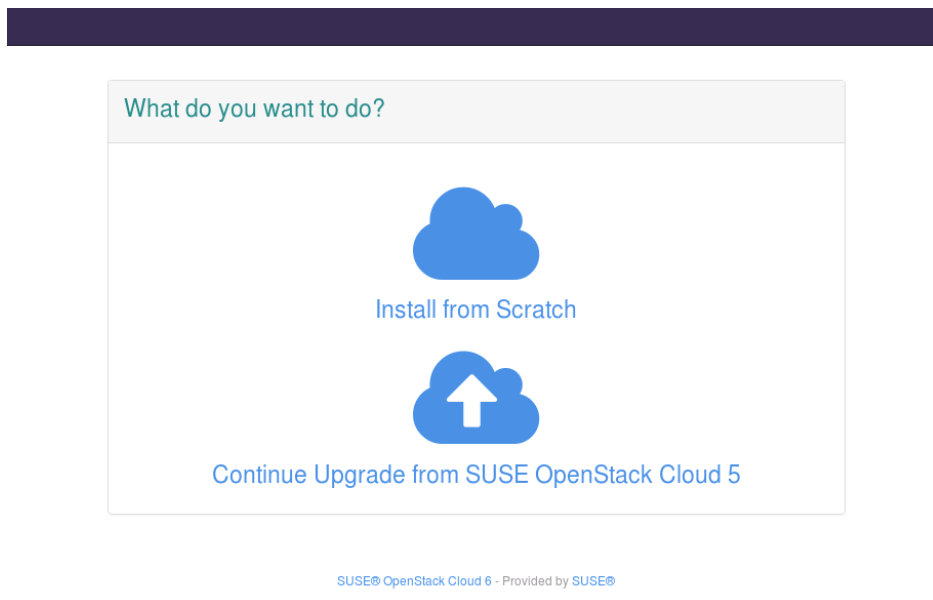 What do you want to do?
Install from Scratch
Continue Upgrade from SUSE OpenStack Cloud 5
SUSE® OpenStack Cloud 6 - Provided by SUSE®